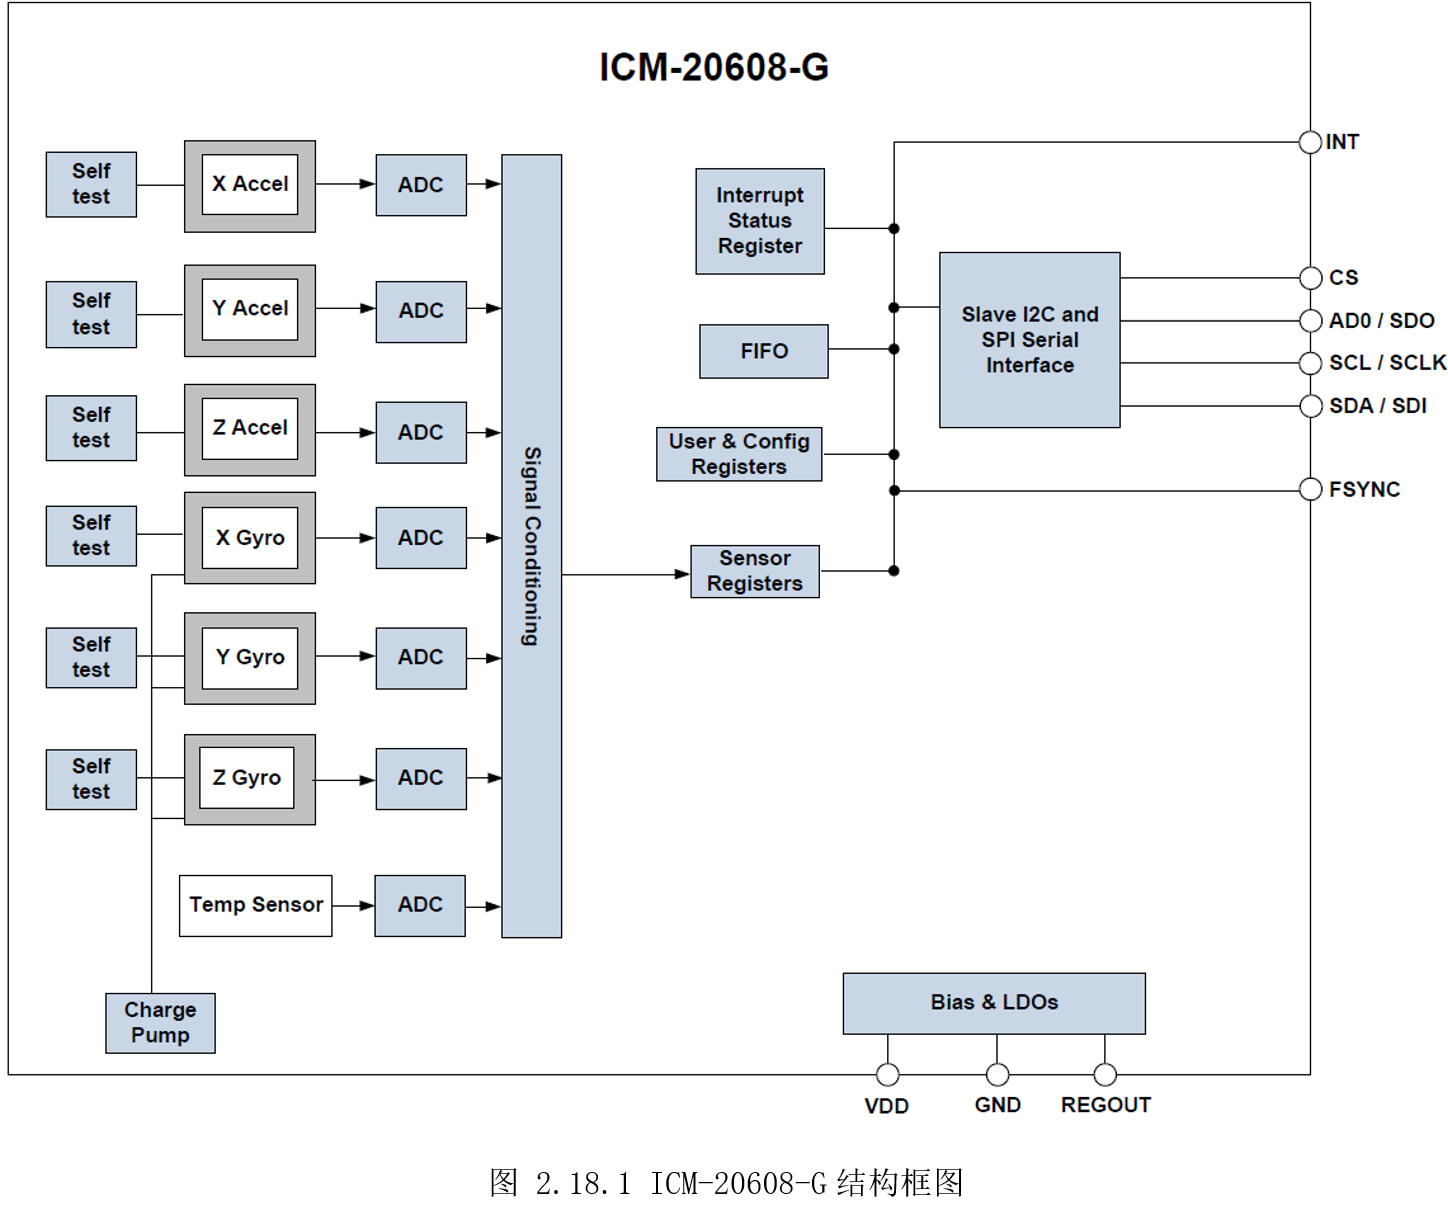 ICM-20608-G
Self
test
X Accel
ADC
Self
test
Y Accel
ADC
Self
test
Z Accel
ADC
Self
test
X Gyro
ADC
Self
test
Y Gyro
ADC
Self
test
Z Gyro
ADC
Temp Sensor
ADC
Charge
Pump
Signal Conditioning
Interrupt
Status
Register
FIFO
User & Config
Registers
Sensor
Registers
Slave I2C and
SPI Serial
Interface
INT
CS
AD0 / SDO
SCL / SCLK
SDA / SDI
FSYNC
Bias & LDOs
VDD
GND
REGOUT
图 2.18.1 ICM-20608-G 结构框图